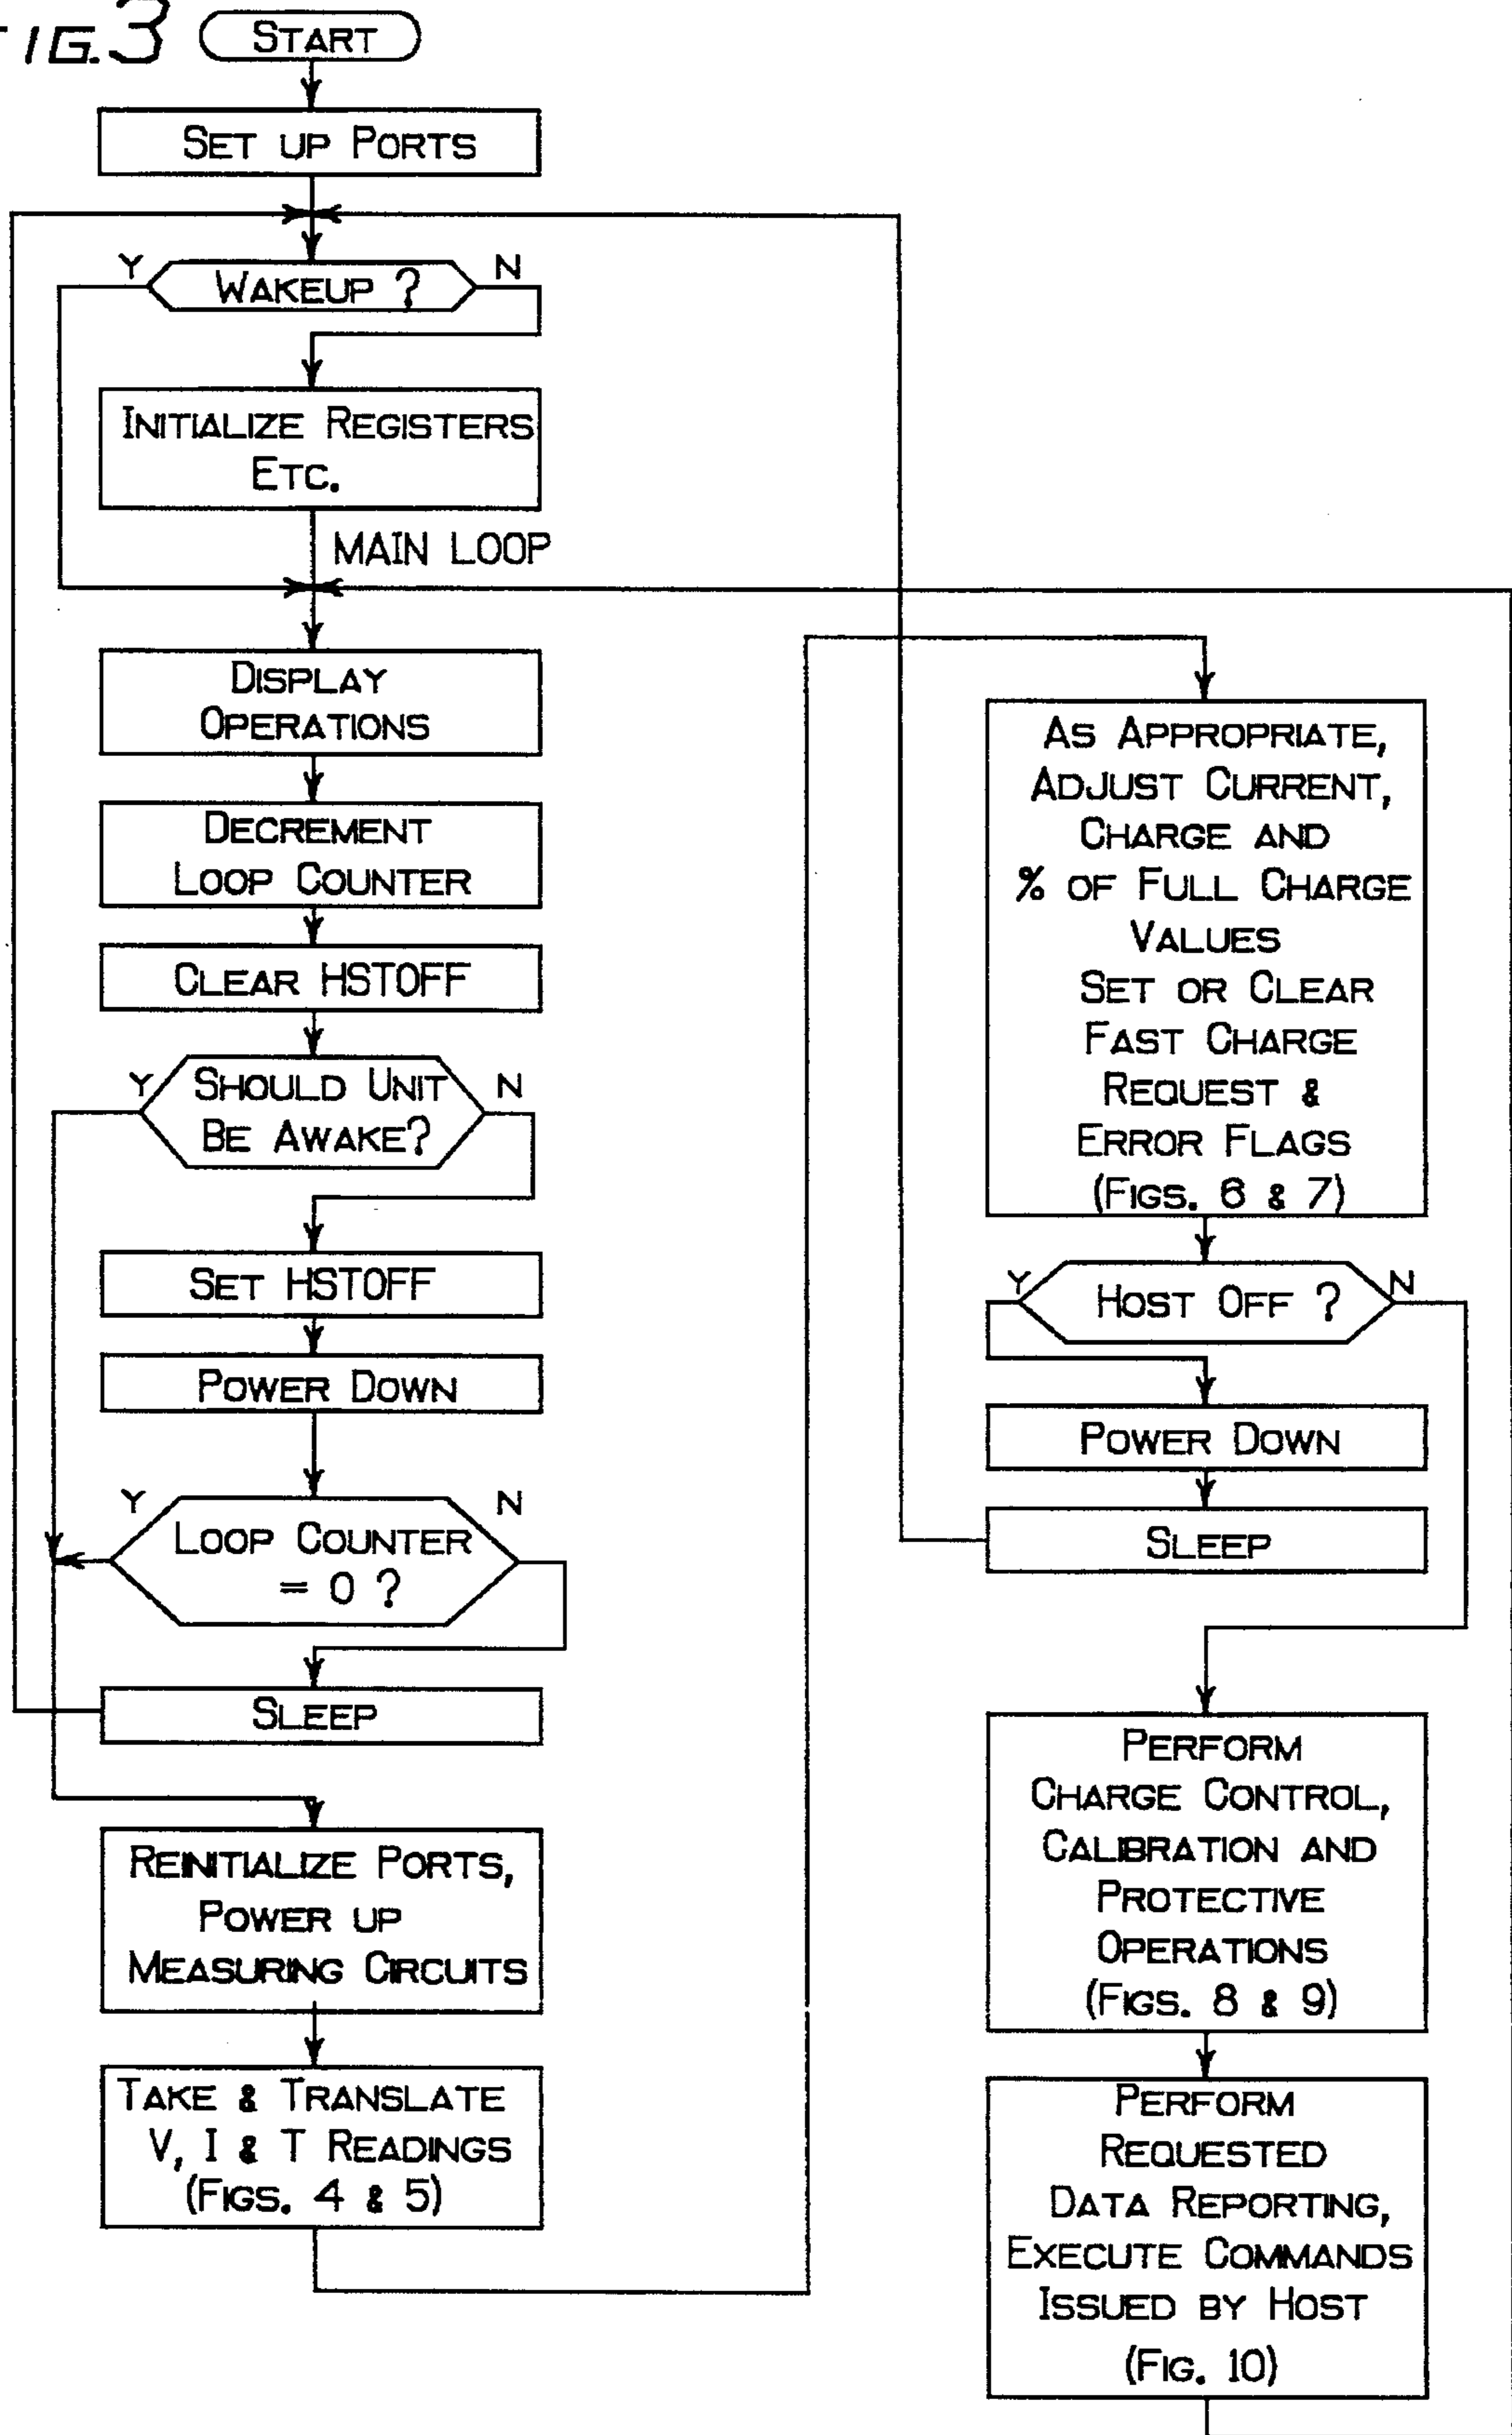 FIG. 3
START
SET UP PORTS
Y
WAKEUP ?
N
INITIALIZE REGISTERS
ETC.
MAIN LOOP
DISPLAY
OPERATIONS
DECREMENT
LOOP COUNTER
CLEAR HSTOFF
Y
SHOULD UNIT
BE AWAKE?
N
SET HSTOFF
POWER DOWN
Y
LOOP COUNTER
= 0 ?
N
SLEEP
REINITIALIZE PORTS,
POWER UP
MEASURING CIRCUITS
TAKE & TRANSLATE
V, I & T READINGS
(FIGS. 4 & 5)
AS APPROPRIATE,
ADJUST CURRENT,
CHARGE AND
% OF FULL CHARGE
VALUES
SET OR CLEAR
FAST CHARGE
REQUEST &
ERROR FLAGS
(FIGS. 6 & 7)
Y
HOST OFF ?
N
POWER DOWN
SLEEP
PERFORM
CHARGE CONTROL,
CALIBRATION AND
PROTECTIVE
OPERATIONS
(FIGS. 8 & 9)
PERFORM
REQUESTED
DATA REPORTING,
EXECUTE COMMANDS
ISSUED BY HOST
(FIG. 10)